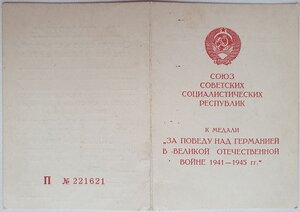 СОЮЗ
СОВЕТСКИХ
СОЦИАЛИСТИЧЕСКИХ
РЕСПУБЛИК
К МЕДАЛИ
„ЗА ПОБЕДУ НАД ГЕРМАНИЕЙ
В ВЕЛИКОЙ ОТЕЧЕСТВЕННОЙ
ВОЙНЕ 1941—1945 гг.“
П № 221621